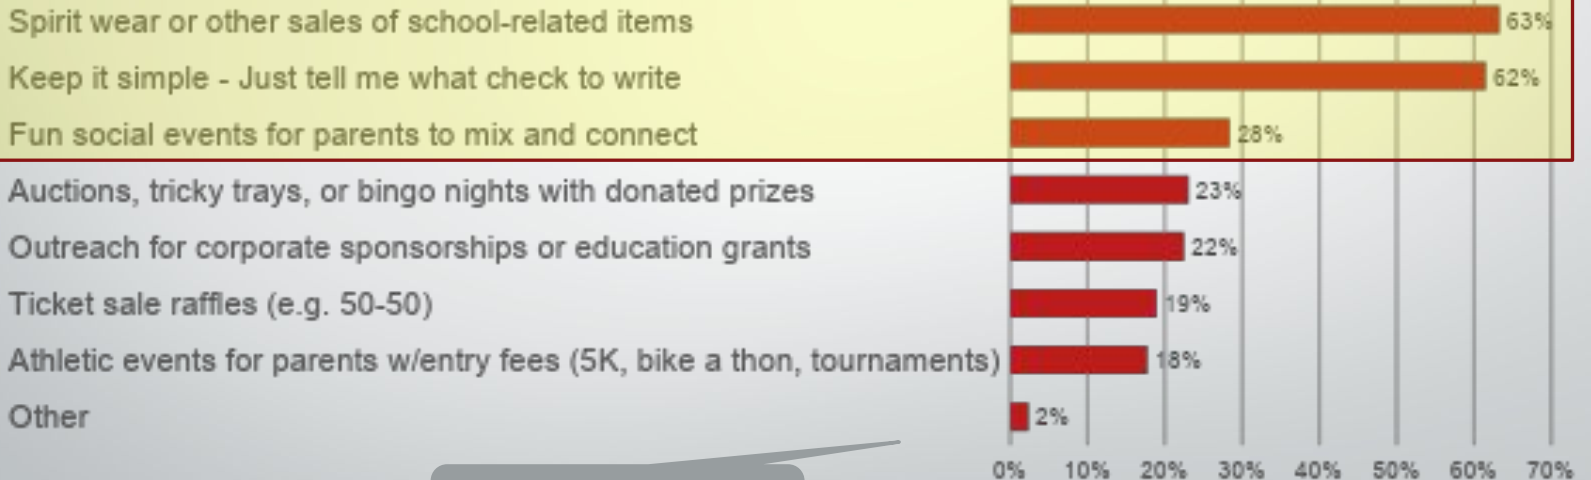 Spirit wear or other sales of school-related items 63%
Keep it simple - Just tell me what check to write 62%
Fun social events for parents to mix and connect 28%
Auctions, tricky trays, or bingo nights with donated prizes 23%
Outreach for corporate sponsorships or education grants 22%
Ticket sale raffles (e.g. 50-50) 19%
Athletic events for parents w/entry fees (5K, bike a thon, tournaments) 18%
Other 2%
0% 10% 20% 30% 40% 50% 60% 70%